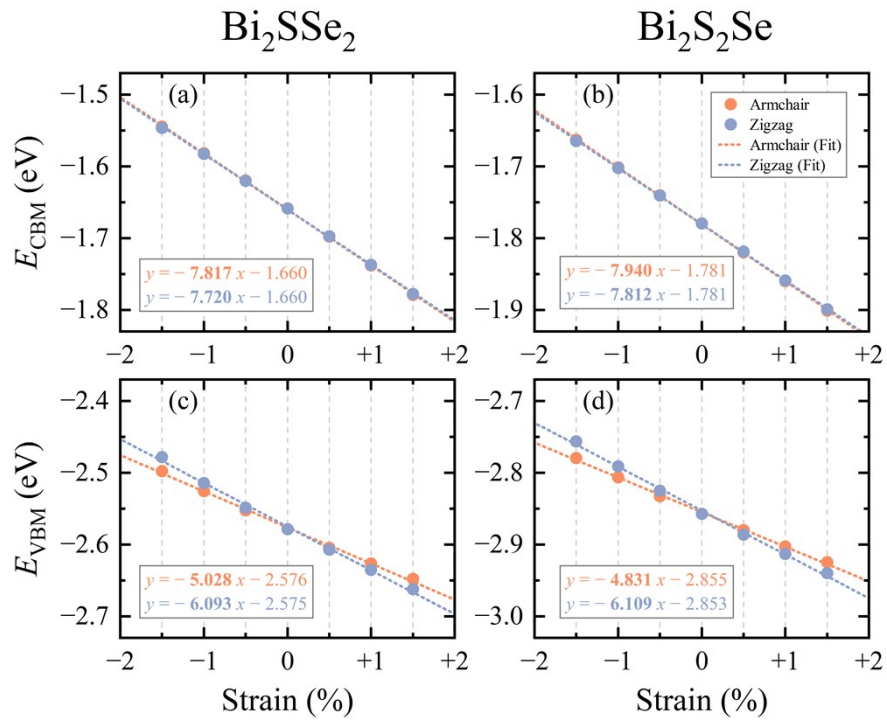 Bi₂SSe₂
Bi₂S₂Se
(a)
−1.5
−1.6
−1.7
−1.8
E_CBM (eV)
y = − 7.817 x − 1.660
y = − 7.720 x − 1.660
−2 −1 0 +1 +2
(b)
Armchair
Zigzag
Armchair (Fit)
Zigzag (Fit)
−1.6
−1.7
−1.8
−1.9
y = − 7.940 x − 1.781
y = − 7.812 x − 1.781
−2 −1 0 +1 +2
(c)
−2.4
−2.5
−2.6
−2.7
E_VBM (eV)
y = − 5.028 x − 2.576
y = − 6.093 x − 2.575
−2 −1 0 +1 +2
Strain (%)
(d)
−2.7
−2.8
−2.9
−3.0
y = − 4.831 x − 2.855
y = − 6.109 x − 2.853
−2 −1 0 +1 +2
Strain (%)